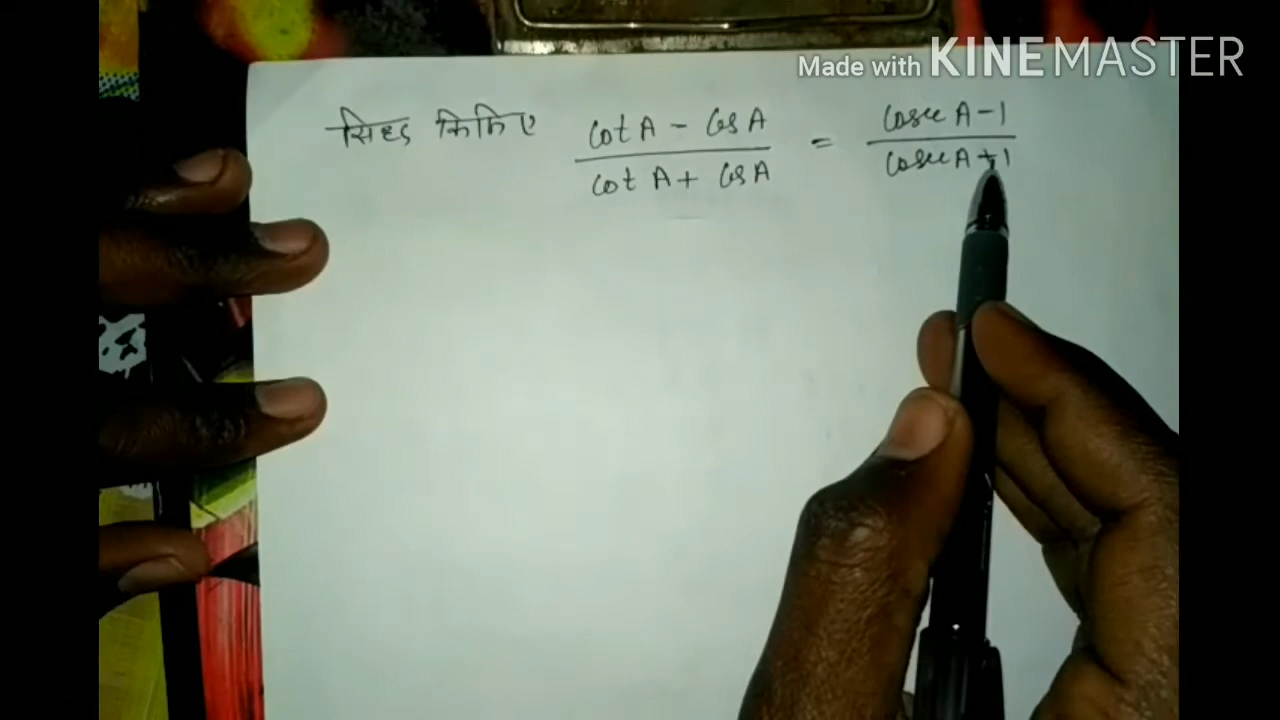 Made with KINEMASTER
सिद्ध किजिए cot A - cos A / cot A + cos A = cosec A - 1 / cosec A + 1